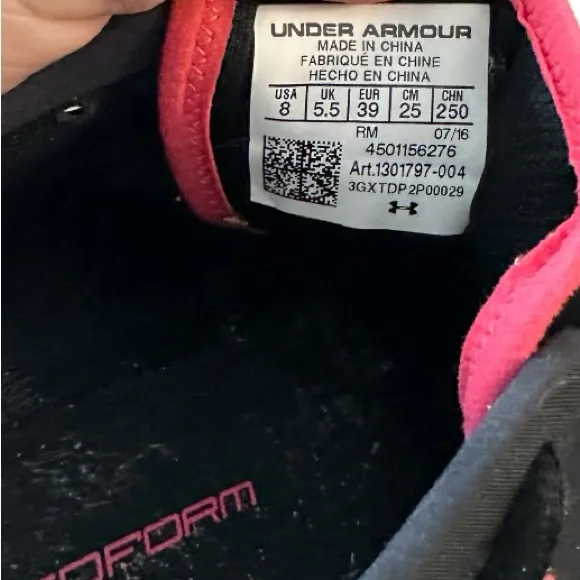 UNDER ARMOUR
MADE IN CHINA
FABRIQUÉ EN CHINE
HECHO EN CHINA
USA UK EUR CM CHN
8 5.5 39 25 250
RM 07/16
4501156276
Art.1301797-004
3GXTDP2P00029